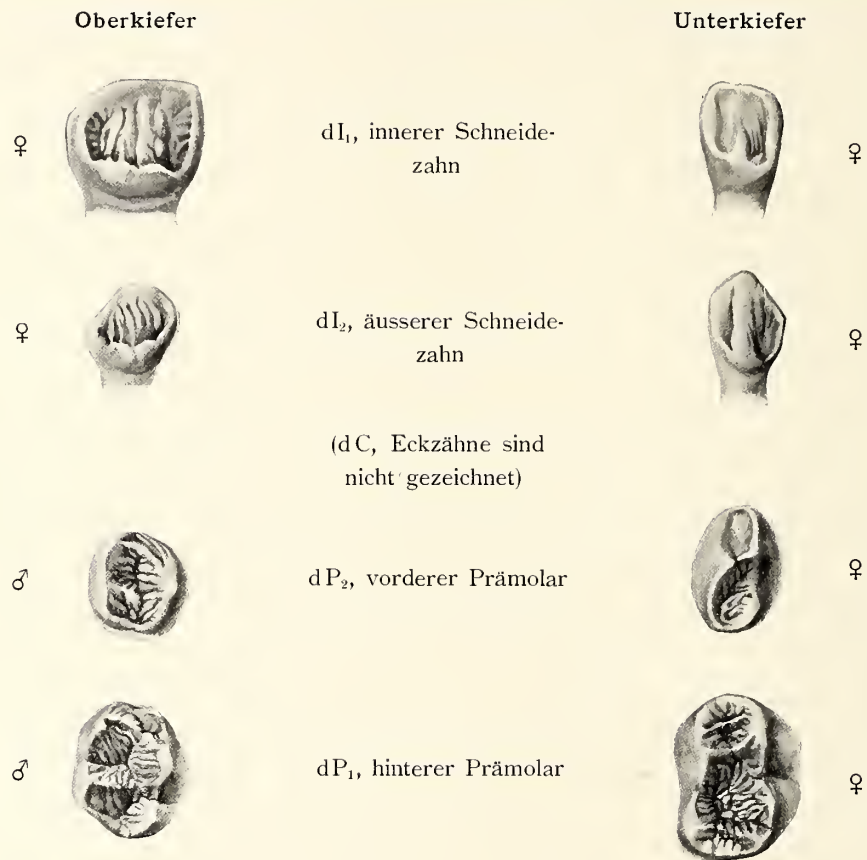 Oberkiefer Unterkiefer
♀ dI₁, innerer Schneide- ♀
zahn
♀ dI₂, äusserer Schneide- ♀
zahn
(dC, Eckzähne sind
nicht gezeichnet)
♂ dP₂, vorderer Prämolar ♀
♂ dP₁, hinterer Prämolar ♀